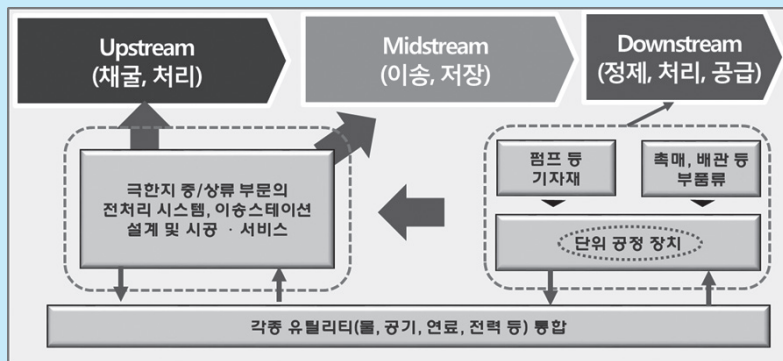 Upstream
(채굴, 처리)
Midstream
(이송, 저장)
Downstream
(정제, 처리, 공급)
극한지 중/상류 부문의
전처리 시스템, 이송스테이션
설계 및 시공 · 서비스
펌프 등
기자재
촉매, 배관 등
부품류
단위 공정 장치
각종 유틸리티(물, 공기, 연료, 전력 등) 통합